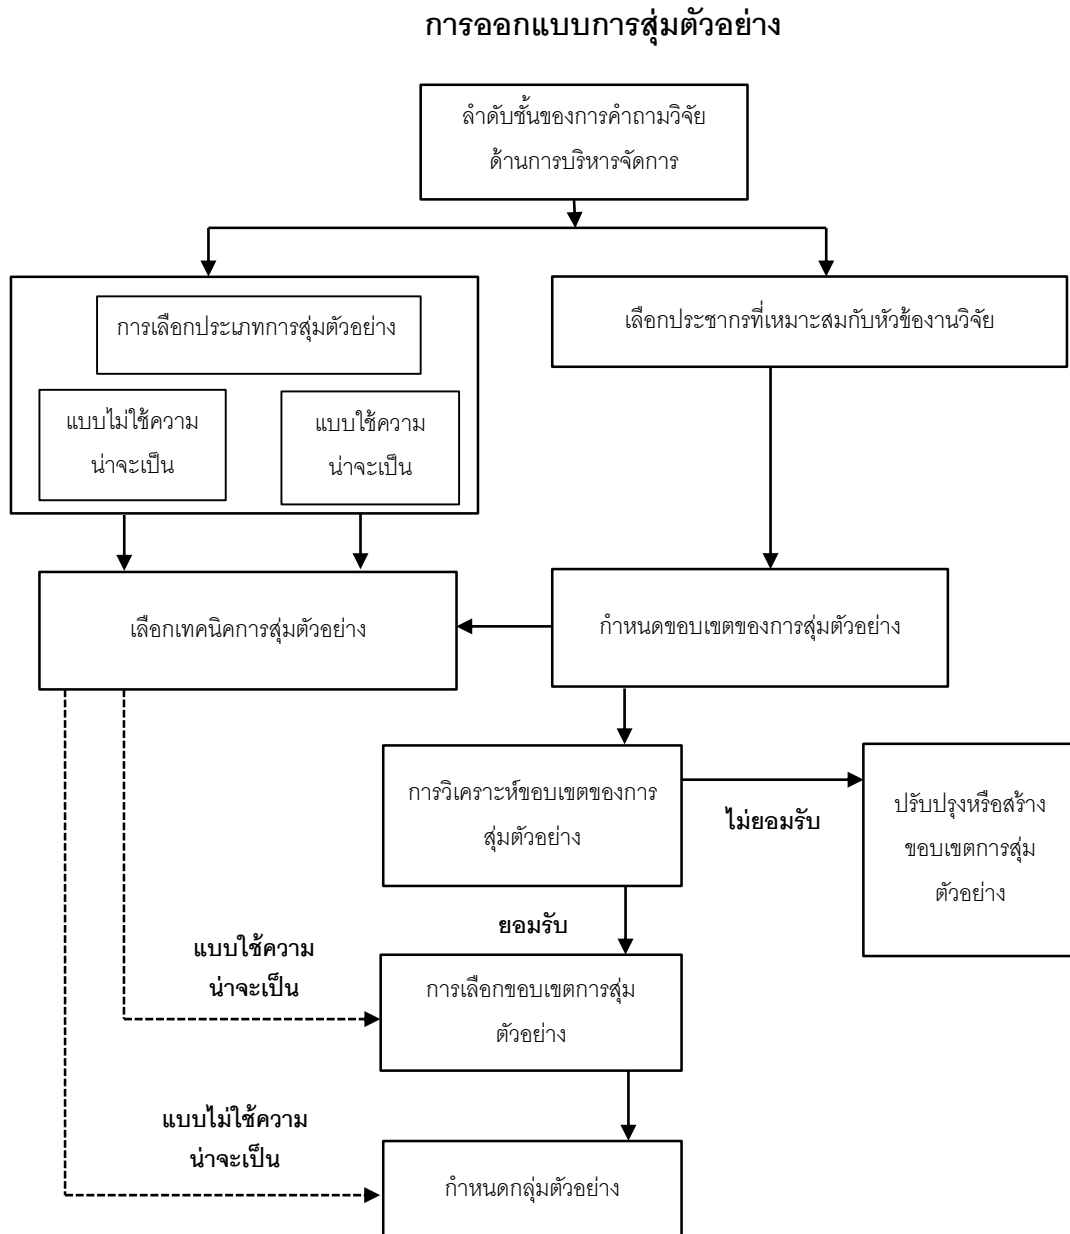 การออกแบบการสุ่มตัวอย่าง
ลำดับชั้นของการคำถามวิจัย
ด้านการบริหารจัดการ
การเลือกประเภทการสุ่มตัวอย่าง
แบบไม่ใช้ความ
น่าจะเป็น
แบบใช้ความ
น่าจะเป็น
เลือกประชากรที่เหมาะสมกับหัวข้องานวิจัย
เลือกเทคนิคการสุ่มตัวอย่าง
กำหนดขอบเขตของการสุ่มตัวอย่าง
การวิเคราะห์ขอบเขตของการ
สุ่มตัวอย่าง
ไม่ยอมรับ
ปรับปรุงหรือสร้าง
ขอบเขตการสุ่ม
ตัวอย่าง
ยอมรับ
แบบใช้ความ
น่าจะเป็น
การเลือกขอบเขตการสุ่ม
ตัวอย่าง
แบบไม่ใช้ความ
น่าจะเป็น
กำหนดกลุ่มตัวอย่าง